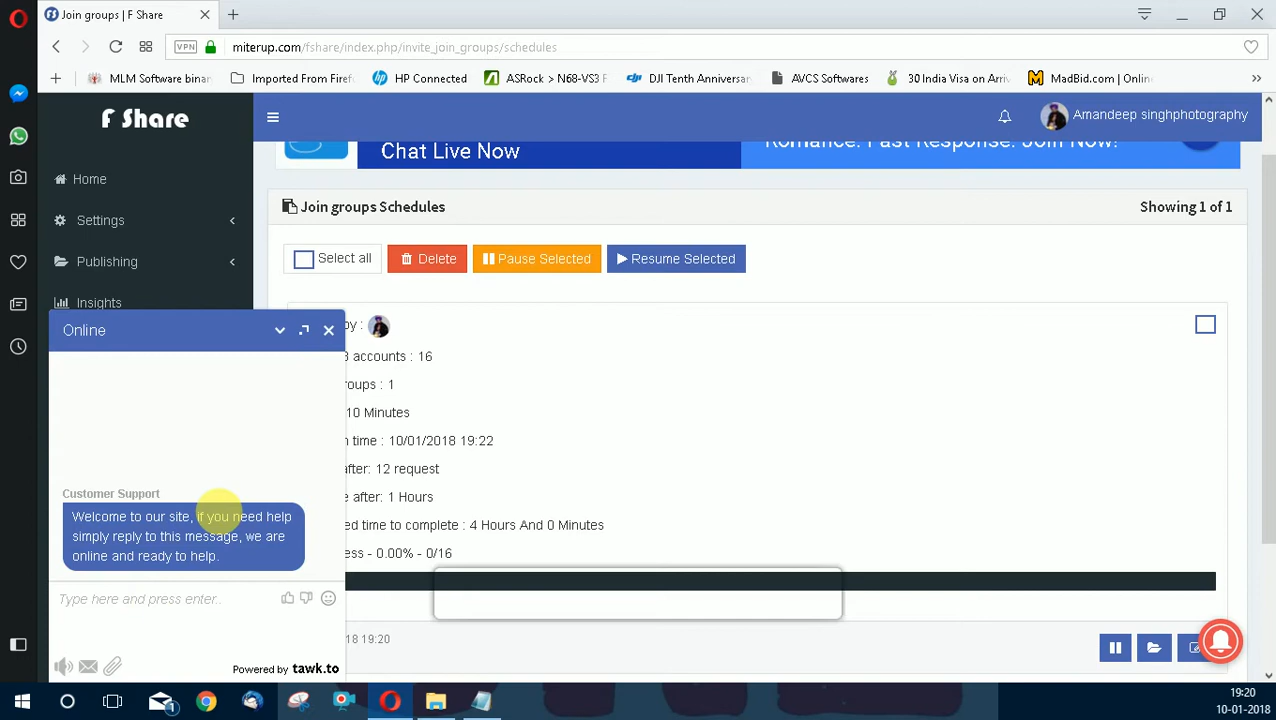 Join groups | F Share
VPN
miterup.com/fshare/index.php/invite_join_groups/schedules
MLM Software binar
Imported From Firef
HP Connected
ASRock > N68-VS3 F
DJI Tenth Anniversar
AVCS Softwares
30 India Visa on Arriv
MadBid.com | Online
F Share
Amandeep singhphotography
Chat Live Now
Romance. Fast Response. Join Now!
Home
Settings
Publishing
Insights
Join groups Schedules
Showing 1 of 1
Select all
Delete
Pause Selected
Resume Selected
by :
accounts : 16
roups : 1
10 Minutes
n time : 10/01/2018 19:22
after: 12 request
e after: 1 Hours
ed time to complete : 4 Hours And 0 Minutes
ess - 0.00% - 0/16
18 19:20
Online
Customer Support
Welcome to our site, if you need help
simply reply to this message, we are
online and ready to help.
Type here and press enter..
Powered by tawk.to
1
19:20
10-01-2018